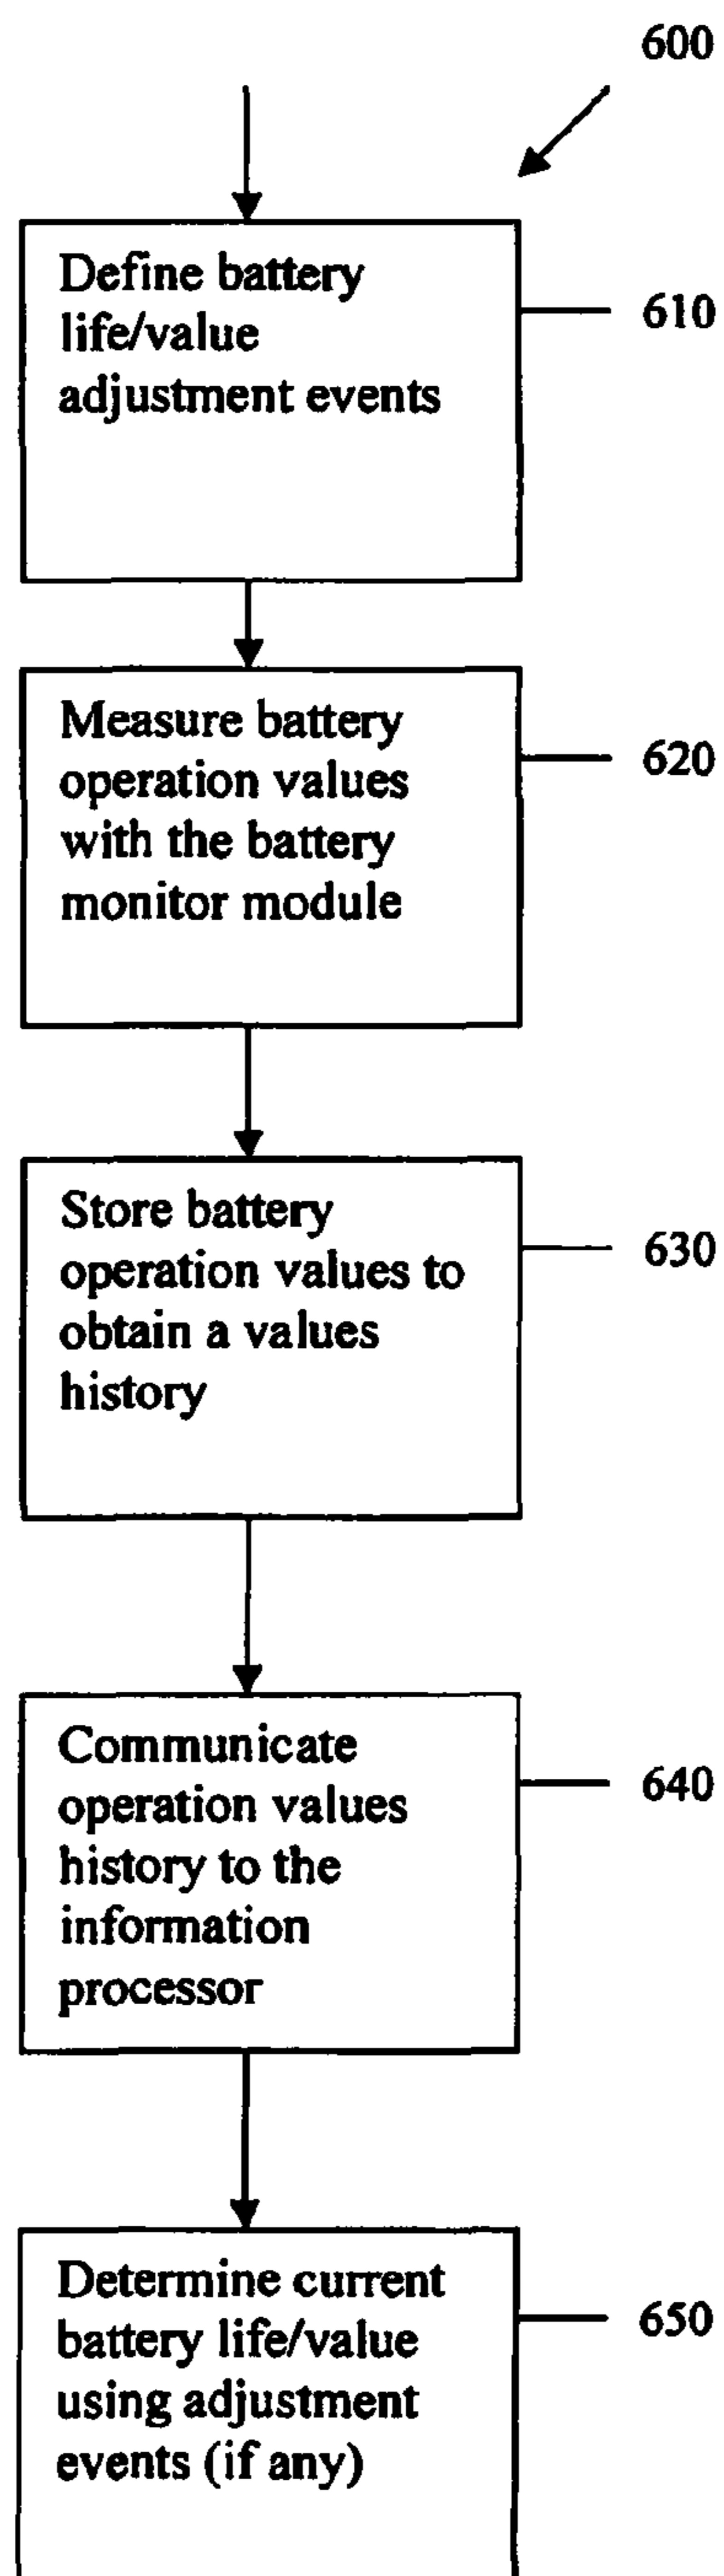 600
Define battery
life/value
adjustment events
610
Measure battery
operation values
with the battery
monitor module
620
Store battery
operation values to
obtain a values
history
630
Communicate
operation values
history to the
information
processor
640
Determine current
battery life/value
using adjustment
events (if any)
650